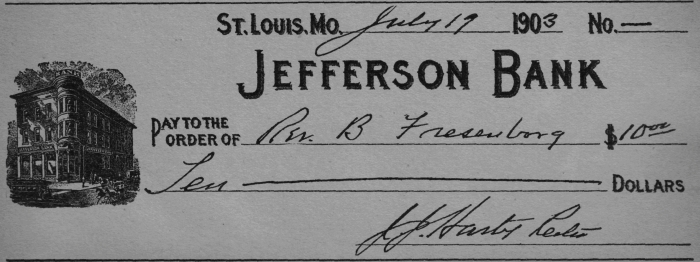 St. Louis, Mo. July 19 1903 No. —
JEFFERSON BANK
PAY TO THE ORDER OF Rev. B Fresenborg $10 00
Ten DOLLARS
J. J. Harty